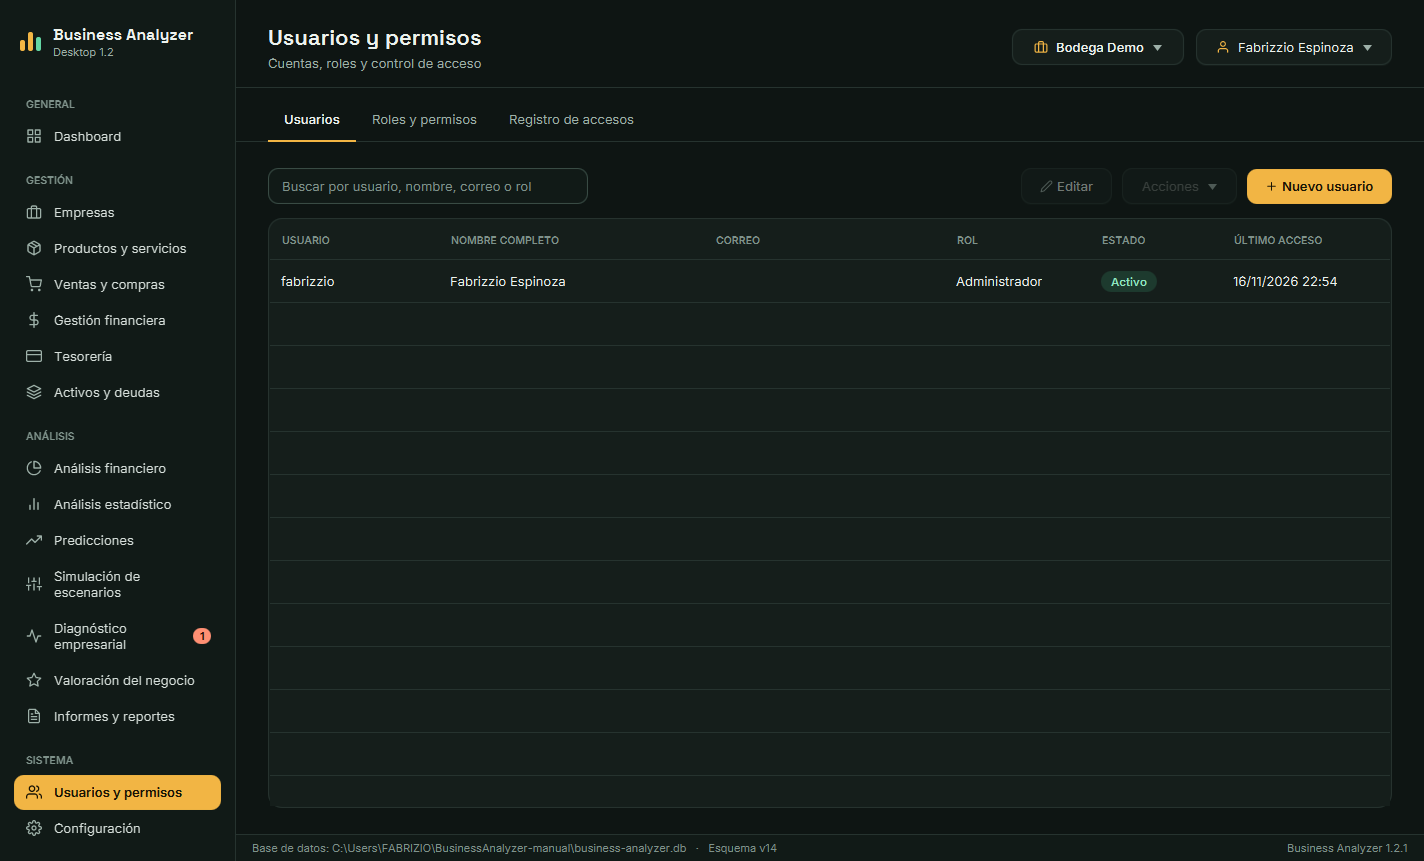 Business Analyzer
Desktop 1.2
GENERAL
Dashboard
GESTIÓN
Empresas
Productos y servicios
Ventas y compras
Gestión financiera
Tesorería
Activos y deudas
ANÁLISIS
Análisis financiero
Análisis estadístico
Predicciones
Simulación de
escenarios
Diagnóstico
empresarial
1
Valoración del negocio
Informes y reportes
SISTEMA
Usuarios y permisos
Configuración
Usuarios y permisos
Cuentas, roles y control de acceso
Bodega Demo
Fabrizzio Espinoza
Usuarios Roles y permisos Registro de accesos
Buscar por usuario, nombre, correo o rol
Editar
Acciones
+ Nuevo usuario
USUARIO NOMBRE COMPLETO CORREO ROL ESTADO ÚLTIMO ACCESO
fabrizzio Fabrizzio Espinoza Administrador Activo 16/11/2026 22:54
Base de datos: C:\Users\FABRIZIO\BusinessAnalyzer-manual\business-analyzer.db · Esquema v14
Business Analyzer 1.2.1